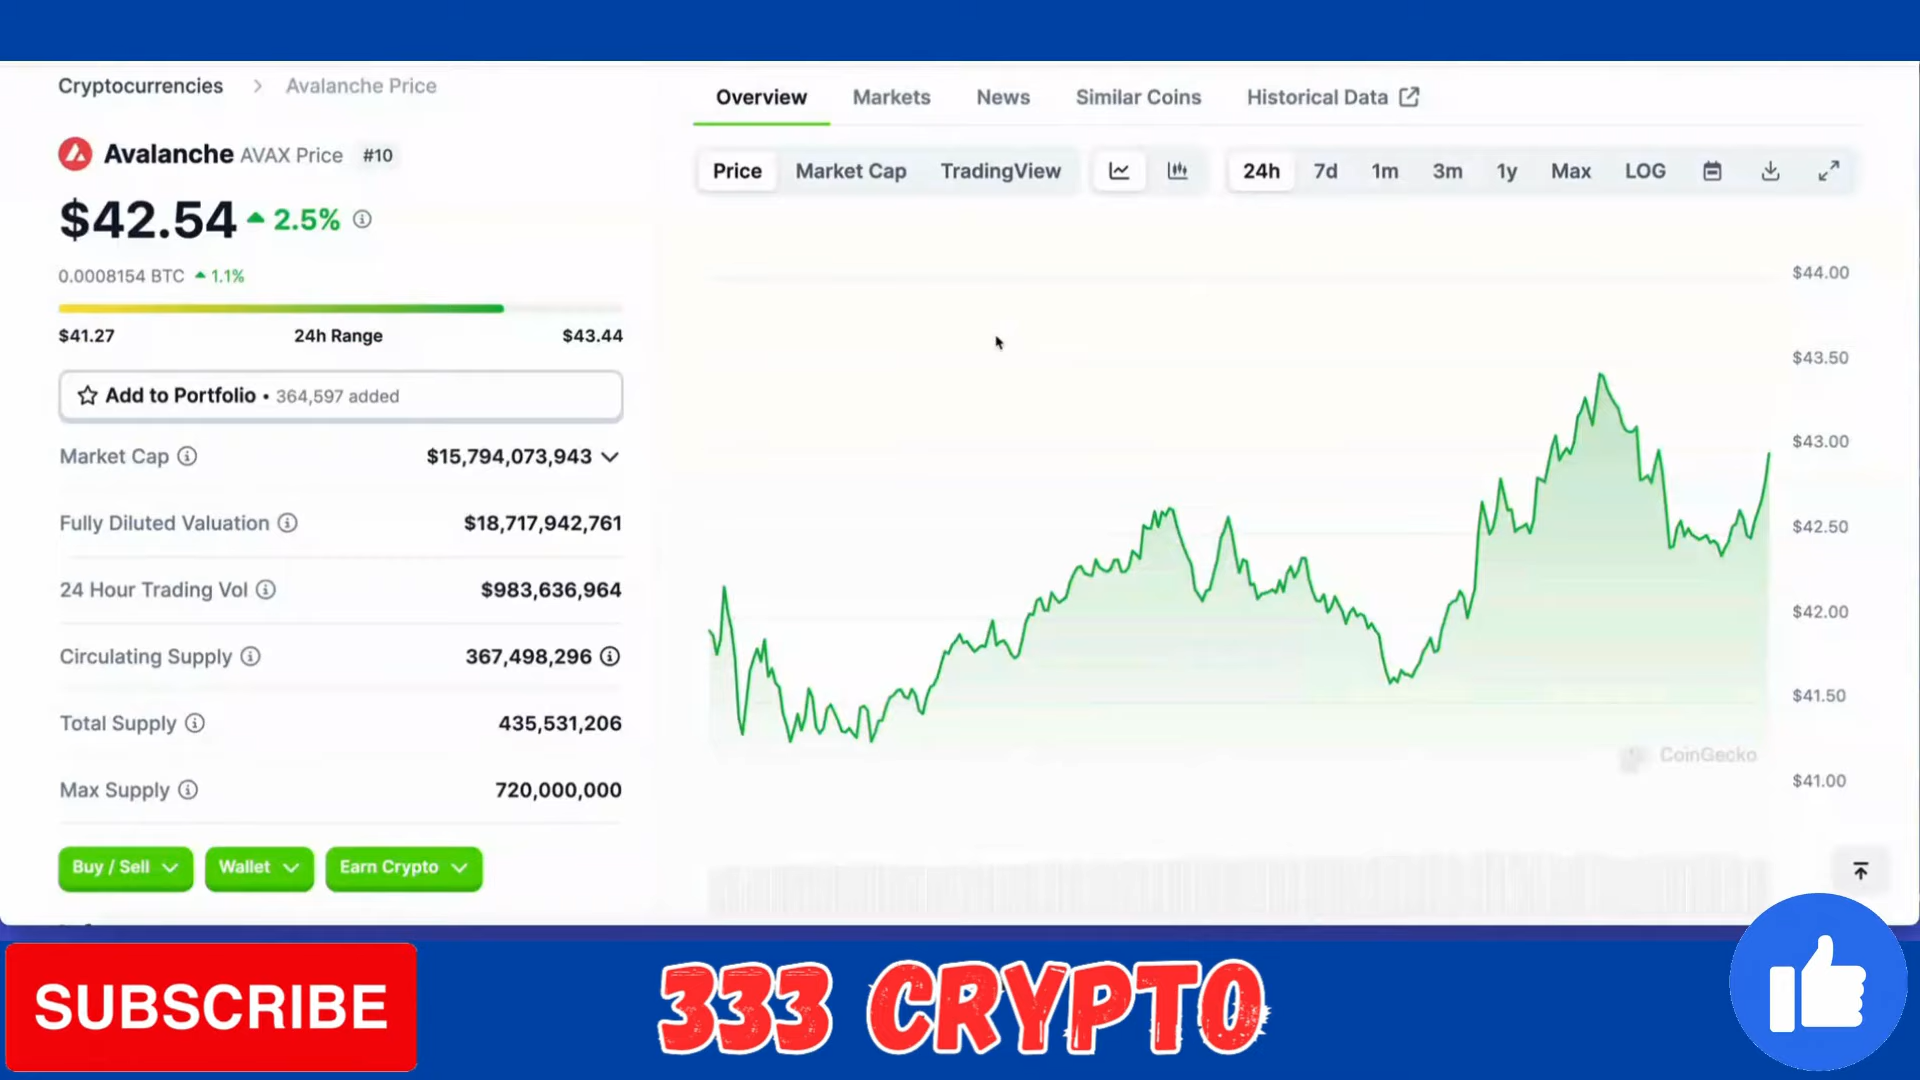 Cryptocurrencies > Avalanche Price
Avalanche AVAX Price #10
$42.54 2.5%
0.0008154 BTC 1.1%
$41.27 24h Range $43.44
Add to Portfolio • 364,597 added
Market Cap $15,794,073,943
Fully Diluted Valuation $18,717,942,761
24 Hour Trading Vol $983,636,964
Circulating Supply 367,498,296
Total Supply 435,531,206
Max Supply 720,000,000
Buy / Sell Wallet Earn Crypto
Overview Markets News Similar Coins Historical Data
Price Market Cap TradingView 24h 7d 1m 3m 1y Max LOG
$44.00
$43.50
$43.00
$42.50
$42.00
$41.50
CoinGecko
$41.00
SUBSCRIBE
333 CRYPTO